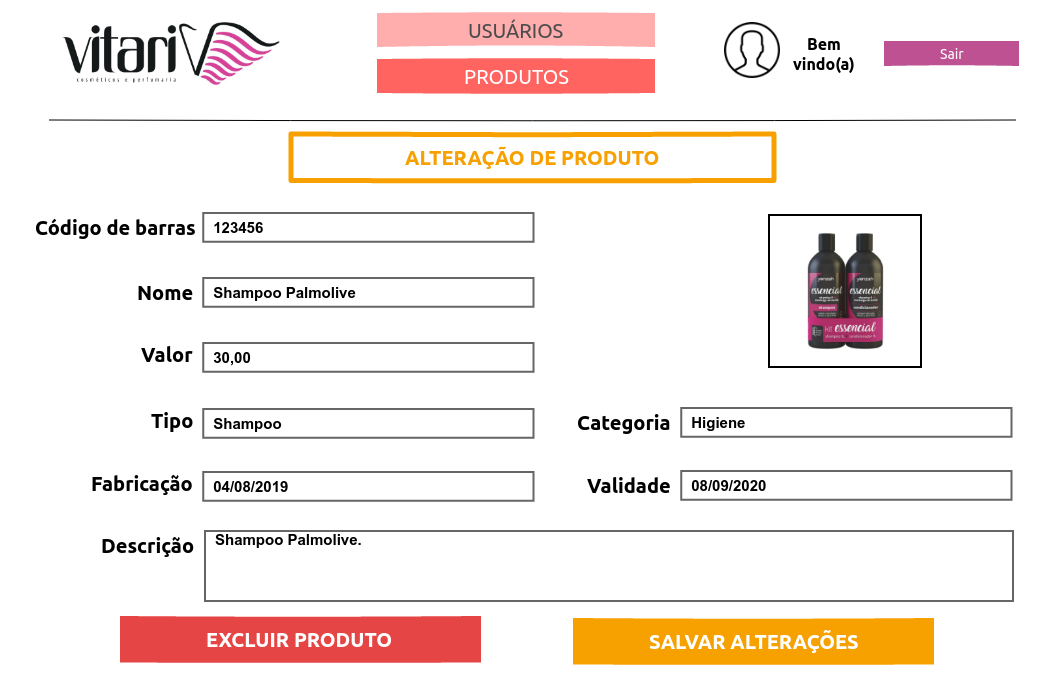 vitari
cosméticos e perfumaria
USUÁRIOS
PRODUTOS
Bem
vindo(a)
Sair
ALTERAÇÃO DE PRODUTO
Código de barras
123456
Nome
Shampoo Palmolive
Valor
30,00
Tipo
Shampoo
Categoria
Higiene
Fabricação
04/08/2019
Validade
08/09/2020
Descrição
Shampoo Palmolive.
essencial
essencial
kit essencial
EXCLUIR PRODUTO
SALVAR ALTERAÇÕES